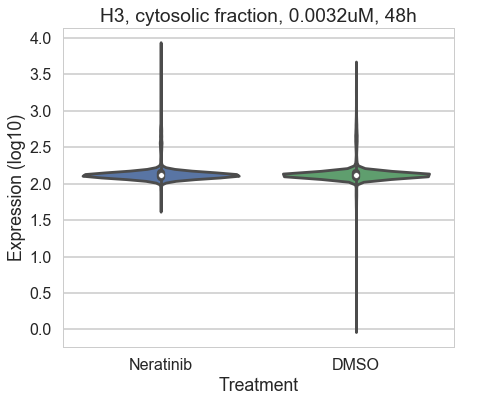 H3, cytosolic fraction, 0.0032uM, 48h
Expression (log10)
4.0
3.5
3.0
2.5
2.0
1.5
1.0
0.5
0.0
Neratinib DMSO
Treatment